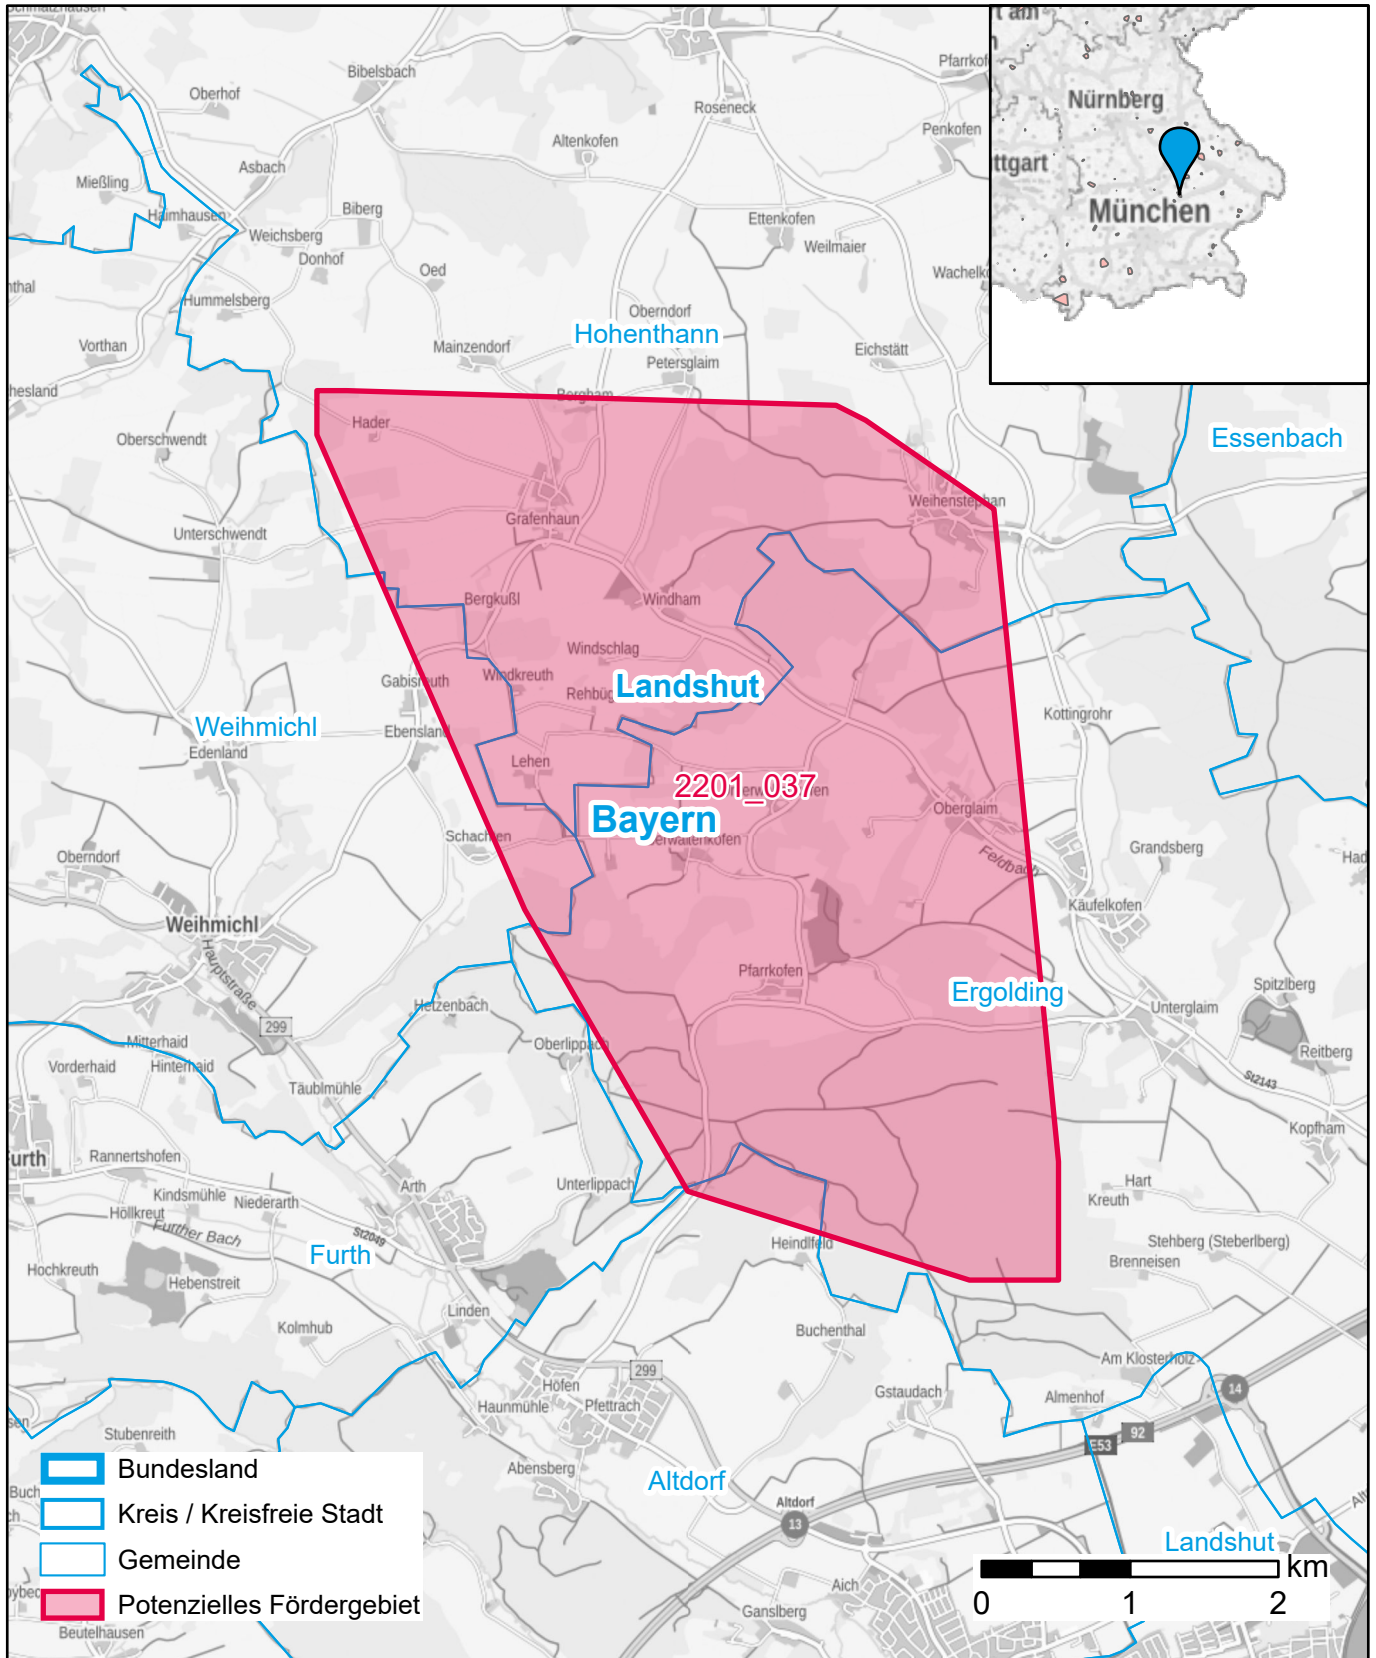 Bibelsbach
Oberhof
Roseneck
Altenkofen
Penkofen
Asbach
Mießling
Haimhausen
Biberg
Weichsberg
Donhof
Ettenkofen
Weilmaier
Oed
Hummelsberg
Oberndorf
Hohenthann
Vorthan
Mainzendorf
Petersglaim
Eichstätt
Nürnberg
München
Hader
Essenbach
Oberschwendt
Weihenstephan
Grafenhaun
Unterschwendt
Bergkußl
Windham
Windschlag
Gabisreuth
Windkreuth
Landshut
Weihmichl
Kottingrohr
Edenland
Ebensland
Lehen
2201_037
Bayern
Oberglaim
Schachten
Feldbach
Grandsberg
Oberndorf
Weihmichl
Käufelkofen
Hauptstraße
Pfarrkofen
Ergolding
Spitzlberg
Hetzenbach
Unterglaim
299
Mitterhaid
Oberlippach
Reitberg
Vorderhaid
Hinterhaid
Täublmühle
St2143
Kopfham
Rannertshofen
Kindsmühle
Niederarth
Arth
Unterlippach
Hart
Kreuth
Höllkreut
Further Bach
St2049
Furth
Heindlfeld
Stehberg (Steberlberg)
Brenneisen
Hochkreuth
Hebenstreit
Linden
Kolmhub
Buchenthal
299
Am Klosterholz
Höfen
Haunmühle
Pfettrach
Gstaudach
Almenhof
14
92
E53
Stubenreith
Abensberg
Altdorf
Altdorf
13
Landshut
Aich
Ganslberg
Beutelhausen
Bundesland
Kreis / Kreisfreie Stadt
Gemeinde
Potenzielles Fördergebiet
km
0 1 2